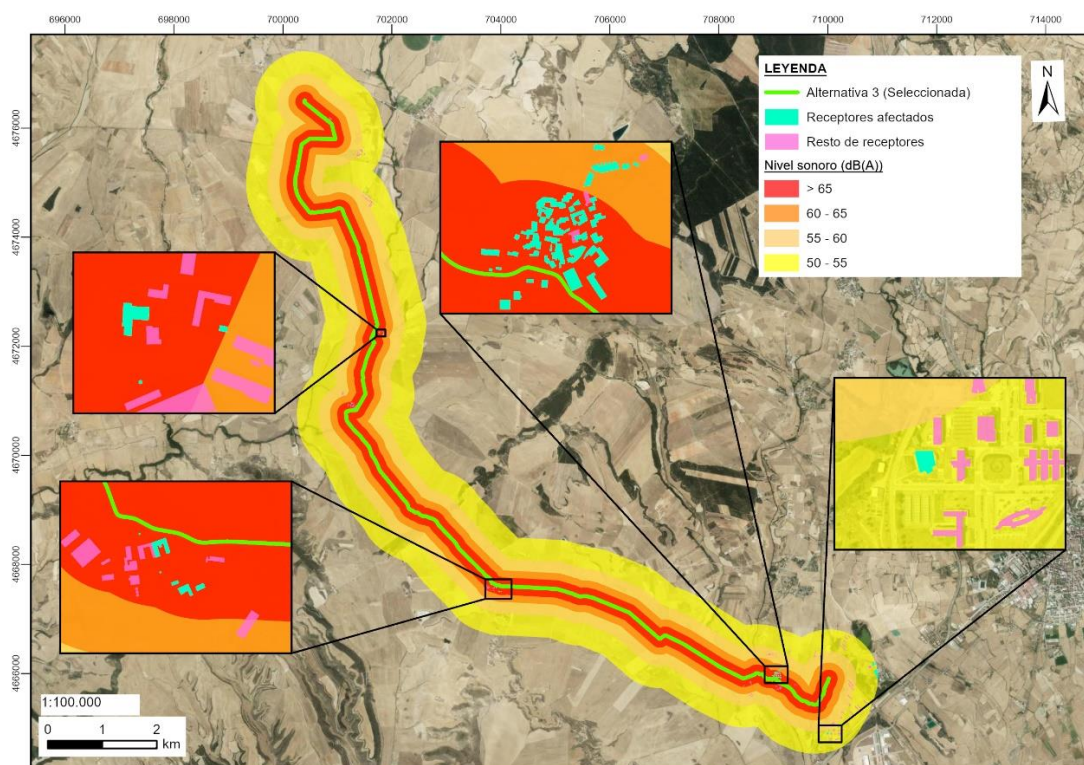 696000 698000 700000 702000 704000 706000 708000 710000 712000 714000
LEYENDA
Alternativa 3 (Seleccionada)
Receptores afectados
Resto de receptores
Nivel sonoro (dB(A))
> 65
60 - 65
55 - 60
50 - 55
N
4676000
4674000
4672000
4670000
4668000
4666000
1:100.000
0 1 2
km